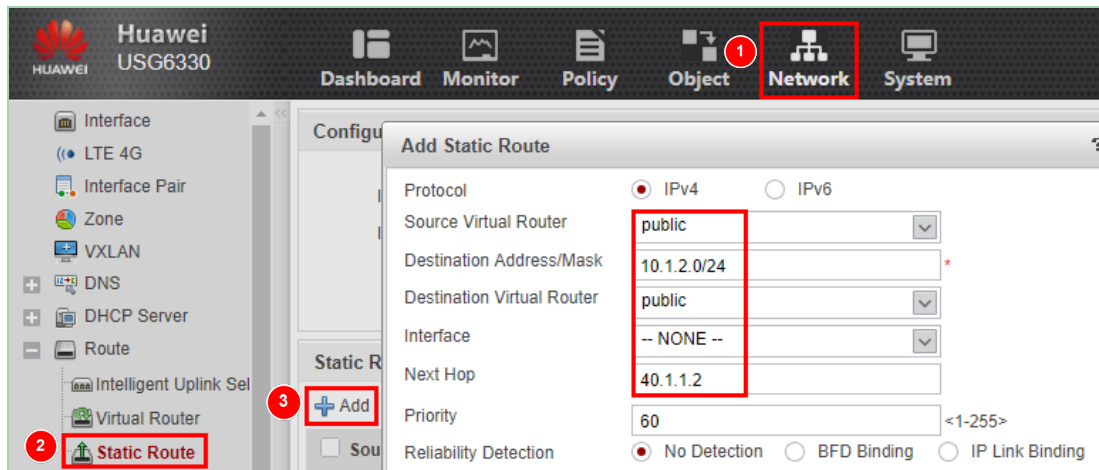 Huawei
USG6330
HUAWEI
Dashboard Monitor Policy Object 1 Network System
Interface
LTE 4G
Interface Pair
Zone
VXLAN
DNS
DHCP Server
Route
Intelligent Uplink Sel
Virtual Router
2 Static Route
Configu
Static R
3 Add
Sou
Add Static Route ?
Protocol IPv4 IPv6
Source Virtual Router public
Destination Address/Mask 10.1.2.0/24 *
Destination Virtual Router public
Interface -- NONE --
Next Hop 40.1.1.2
Priority 60 <1-255>
Reliability Detection No Detection BFD Binding IP Link Binding